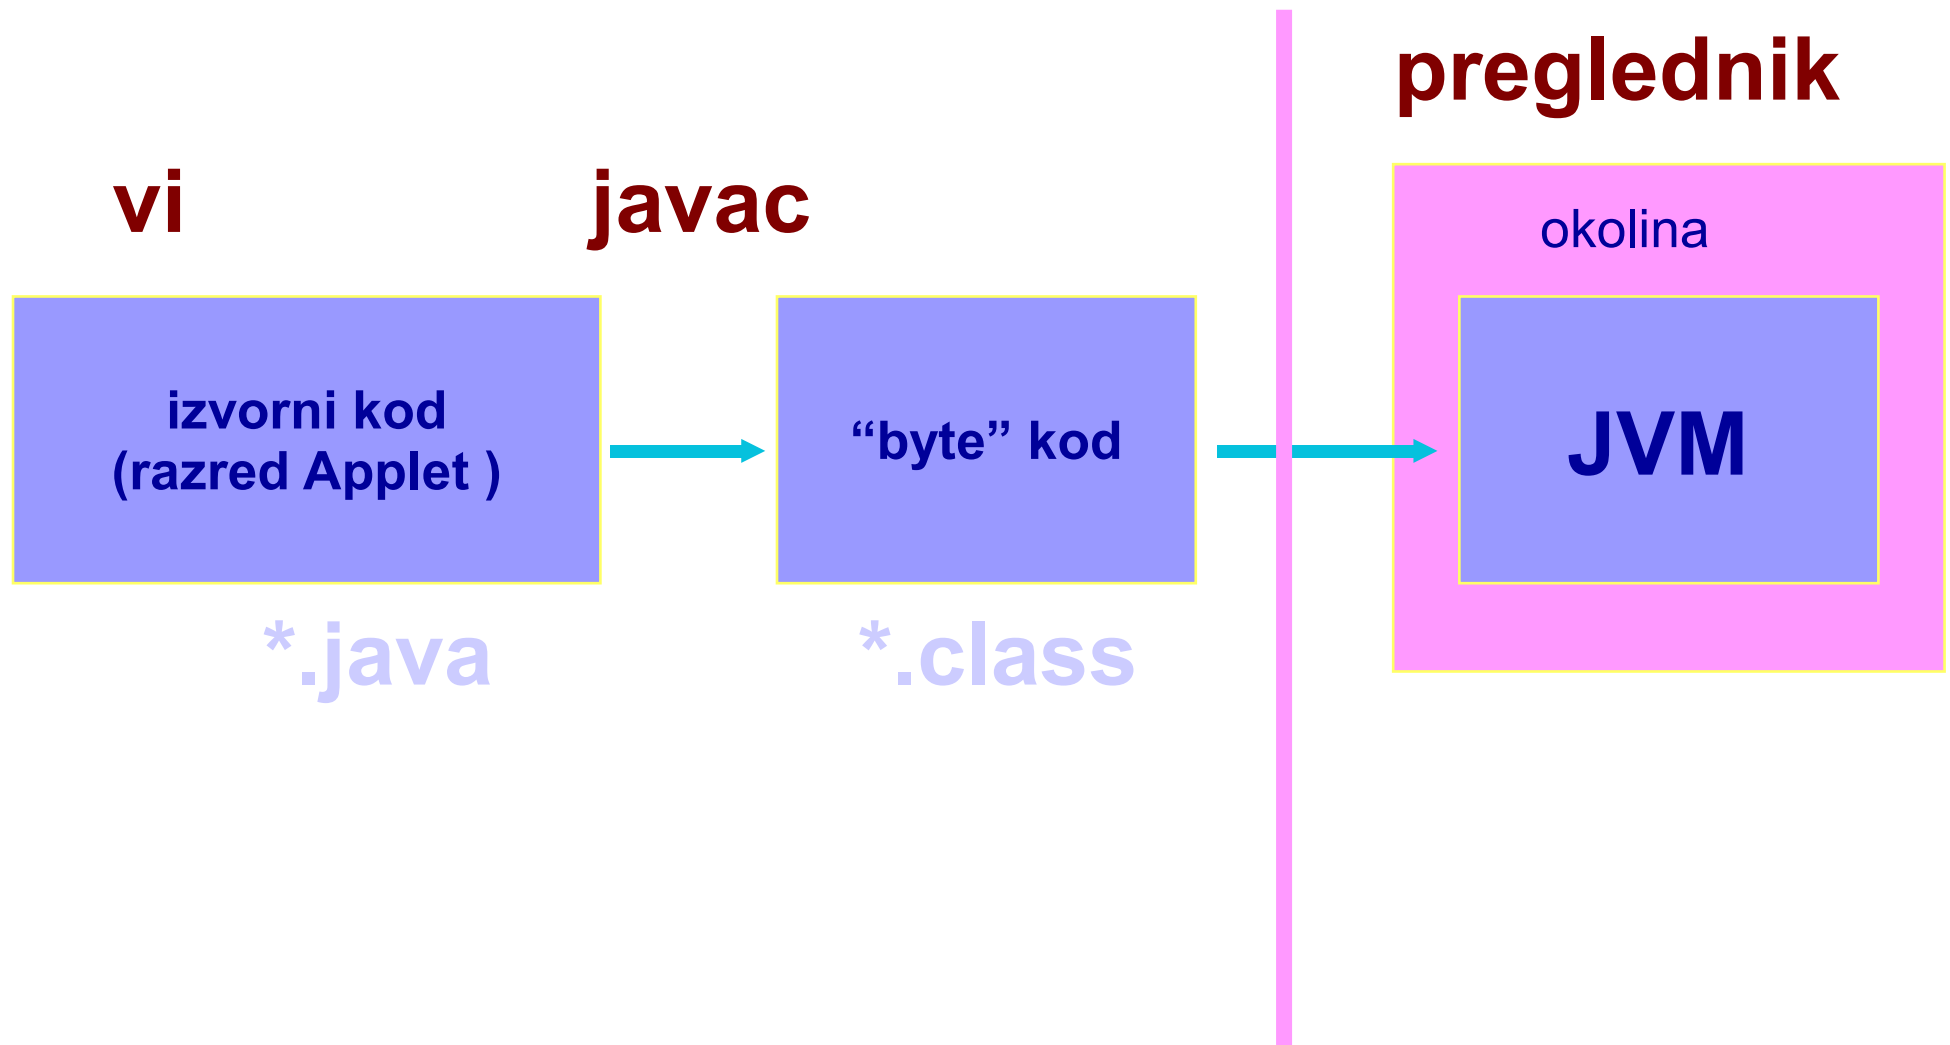 preglednik
vi
javac
okolina
izvorni kod
(razred Applet )
“byte” kod
JVM
*.java
*.class